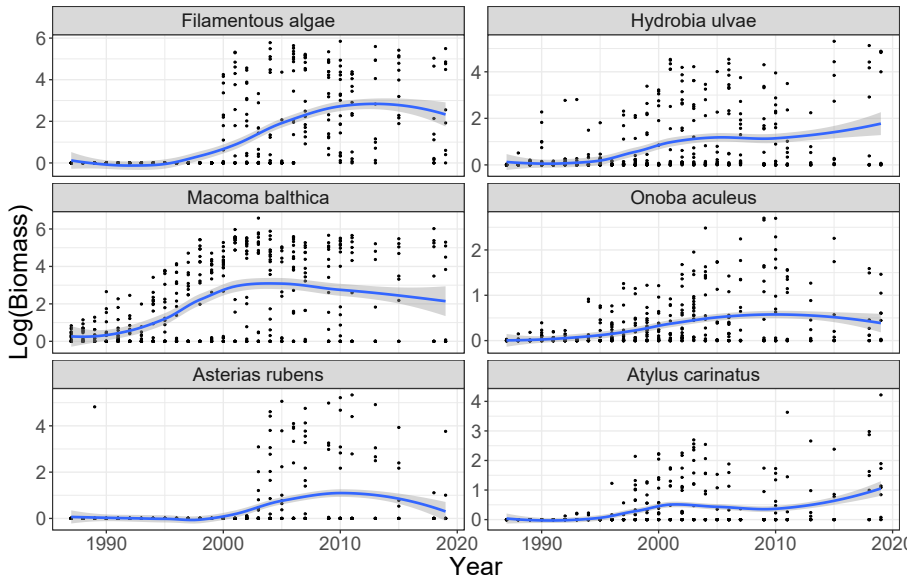 Filamentous algae
Hydrobia ulvae
6
4
2
0
4
2
0
Macoma balthica
Onoba aculeus
6
4
2
0
2
1
0
Asterias rubens
Atylus carinatus
4
2
0
4
3
2
1
0
1990 2000 2010 2020
1990 2000 2010 2020
Log(Biomass)
Year